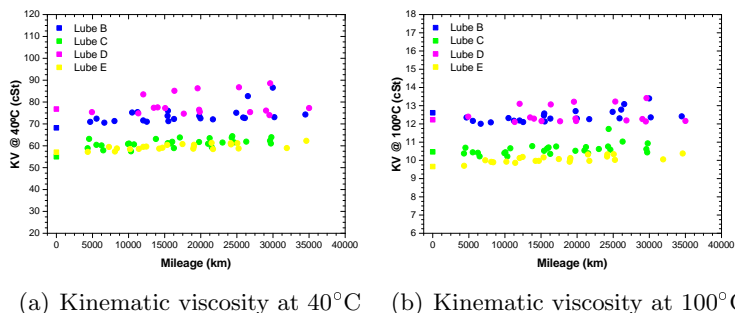 120
110
100
90
80
70
60
50
40
30
20
KV @ 40ºC (cSt)
Lube B
Lube C
Lube D
Lube E
0 5000 10000 15000 20000 25000 30000 35000 40000
Mileage (km)
18
17
16
15
14
13
12
11
10
9
8
7
6
KV @ 100ºC (cSt)
Lube B
Lube C
Lube D
Lube E
0 5000 10000 15000 20000 25000 30000 35000 40000
Mileage (km)
(a) Kinematic viscosity at 40°C
(b) Kinematic viscosity at 100°C